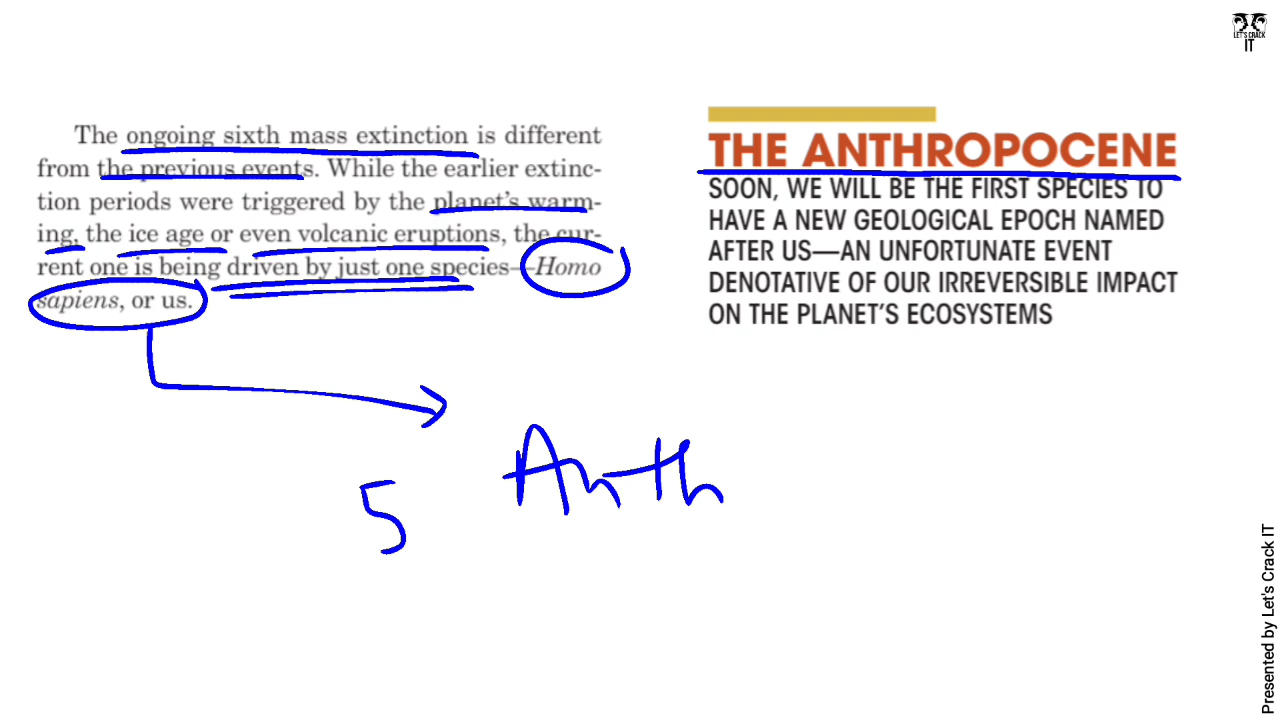 The ongoing sixth mass extinction is different
from the previous events. While the earlier extinc-
tion periods were triggered by the planet's warm-
ing, the ice age or even volcanic eruptions, the cur-
rent one is being driven by just one species—Homo
sapiens, or us.
THE ANTHROPOCENE
SOON, WE WILL BE THE FIRST SPECIES TO
HAVE A NEW GEOLOGICAL EPOCH NAMED
AFTER US—AN UNFORTUNATE EVENT
DENOTATIVE OF OUR IRREVERSIBLE IMPACT
ON THE PLANET'S ECOSYSTEMS
5 Anth
LET'S CRACK
IT
Presented by Let's Crack IT